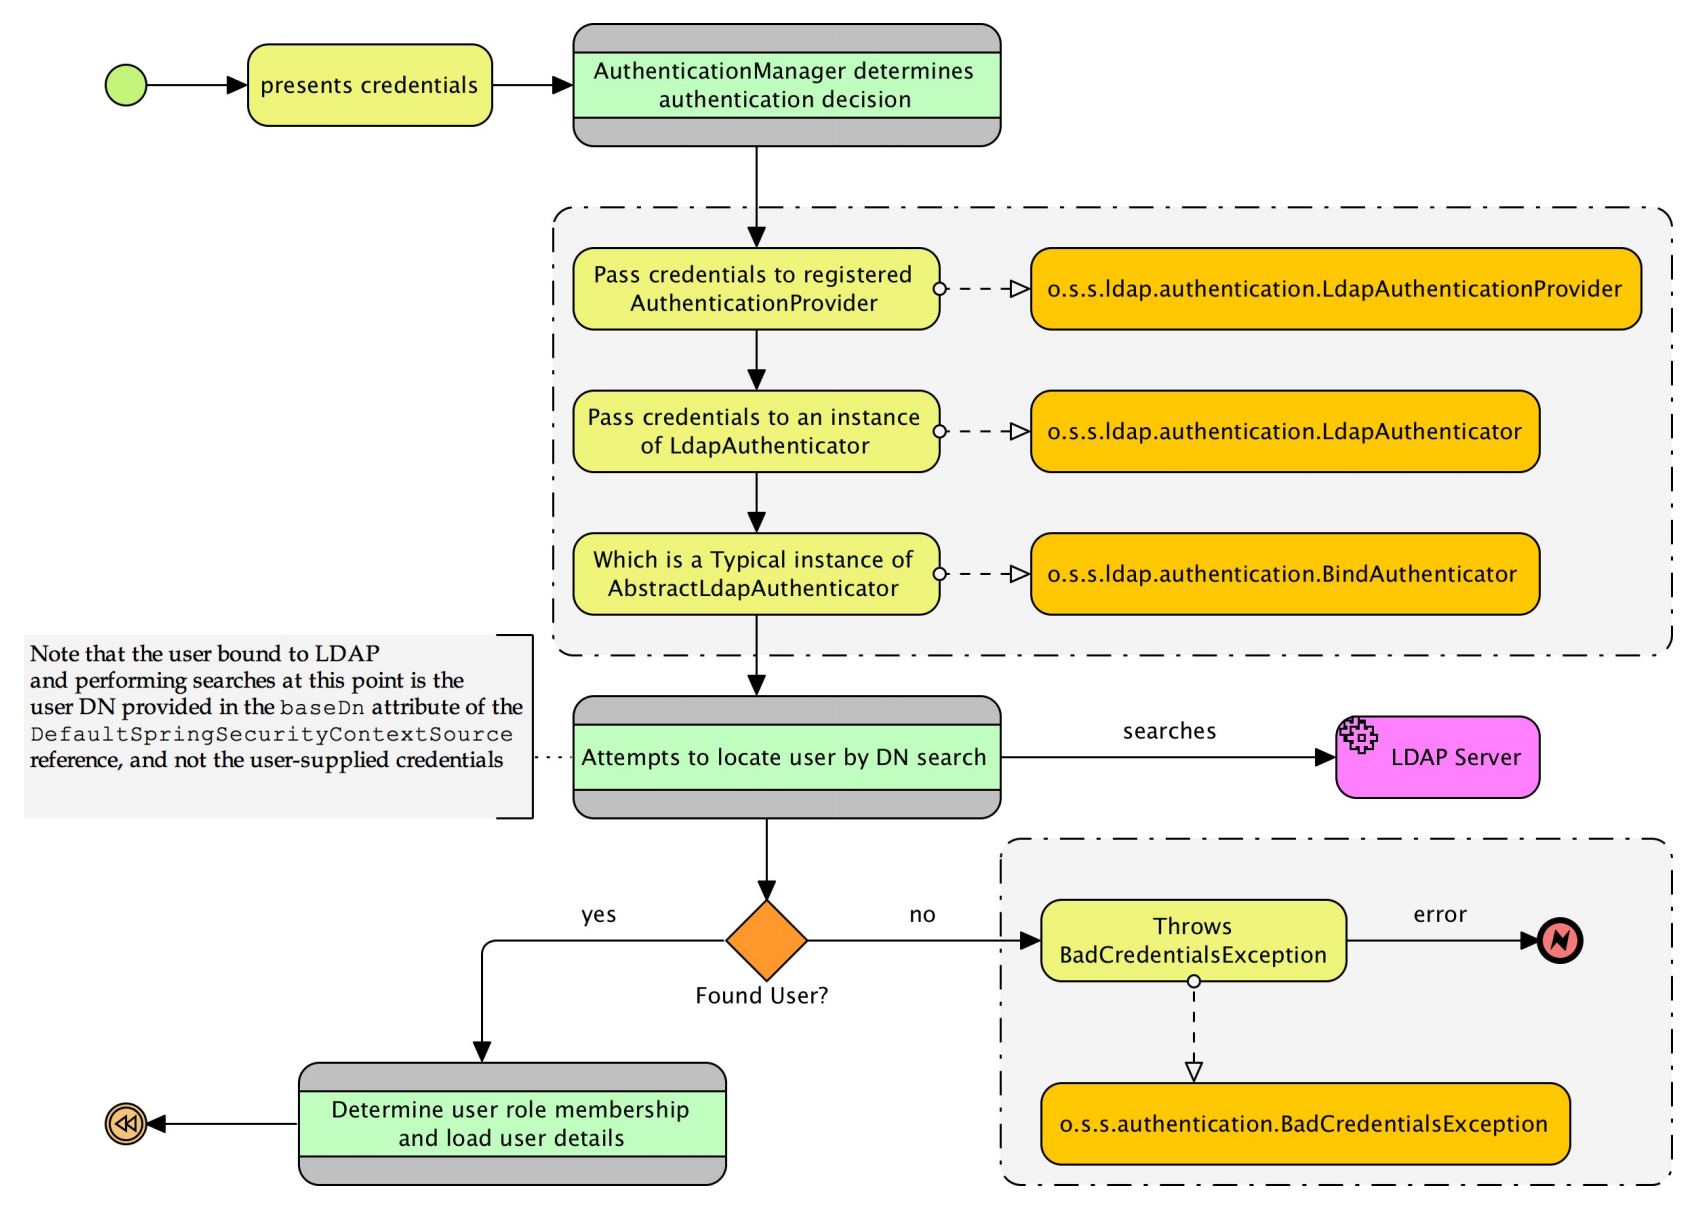 presents credentials
AuthenticationManager determines
authentication decision
Pass credentials to registered
AuthenticationProvider
o.s.s.ldap.authentication.LdapAuthenticationProvider
Pass credentials to an instance
of LdapAuthenticator
o.s.s.ldap.authentication.LdapAuthenticator
Which is a Typical instance of
AbstractLdapAuthenticator
o.s.s.ldap.authentication.BindAuthenticator
Note that the user bound to LDAP
and performing searches at this point is the
user DN provided in the baseDn attribute of the
DefaultSpringSecurityContextSource
reference, and not the user-supplied credentials
Attempts to locate user by DN search
searches
LDAP Server
yes
no
Found User?
Throws
BadCredentialsException
error
o.s.s.authentication.BadCredentialsException
Determine user role membership
and load user details